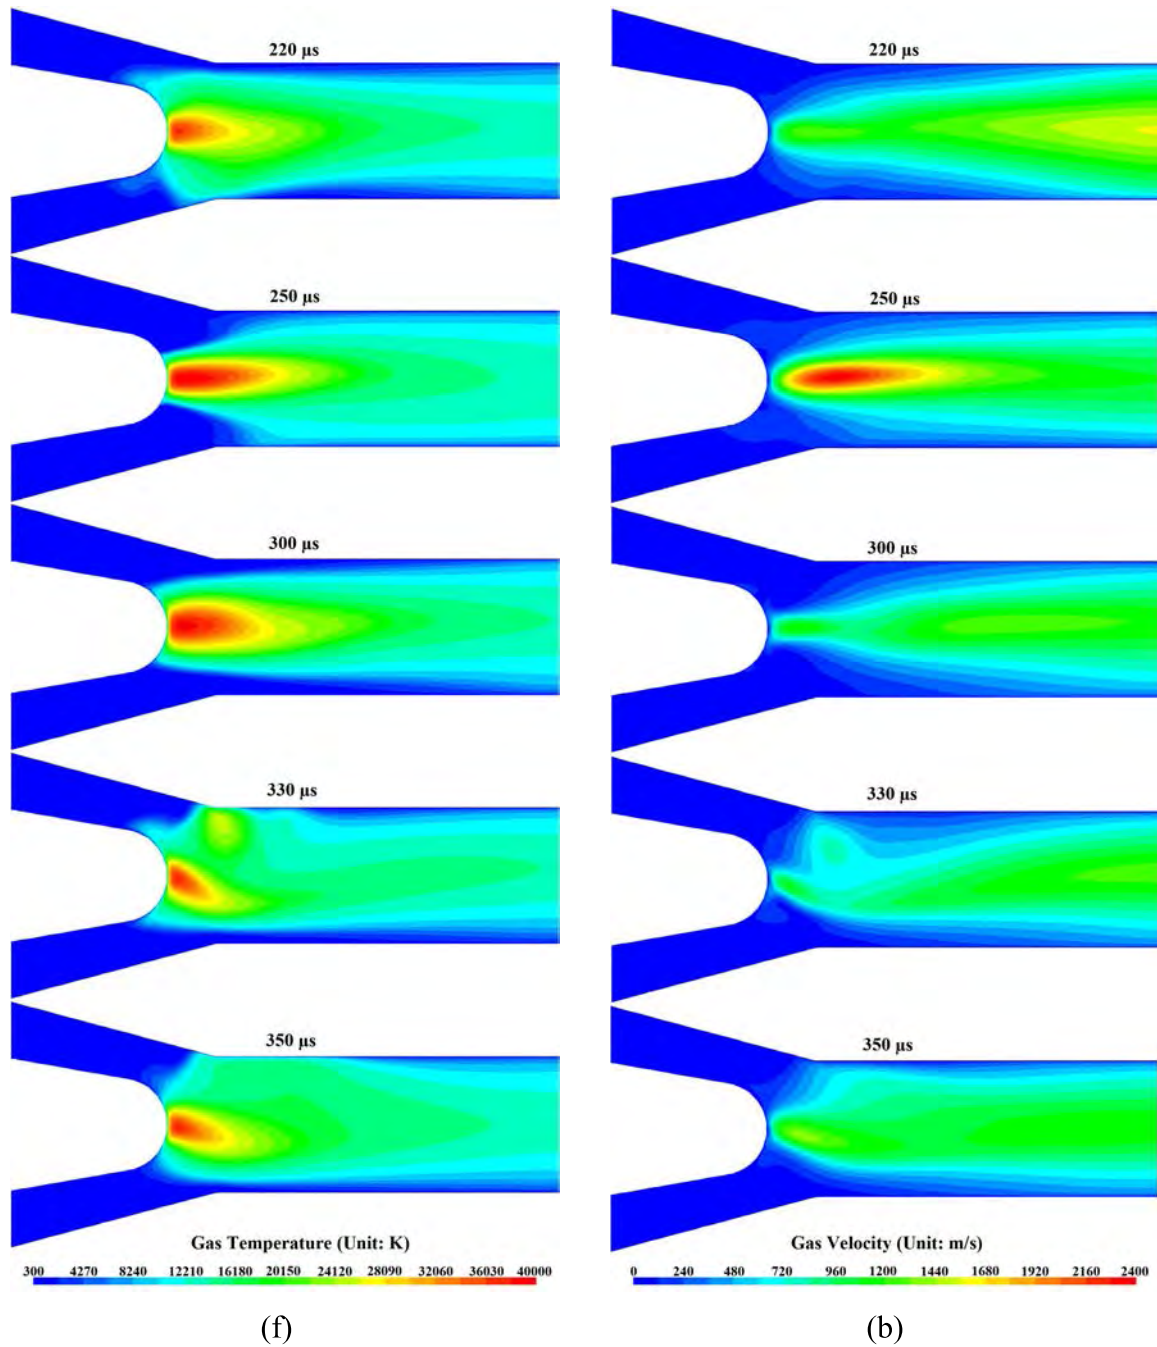 220 µs
220 µs
250 µs
250 µs
300 µs
300 µs
330 µs
330 µs
350 µs
350 µs
Gas Temperature (Unit: K)
300 4270 8240 12210 16180 20150 24120 28090 32060 36030 40000
Gas Velocity (Unit: m/s)
0 240 480 720 960 1200 1440 1680 1920 2160 2400
(f)
(b)